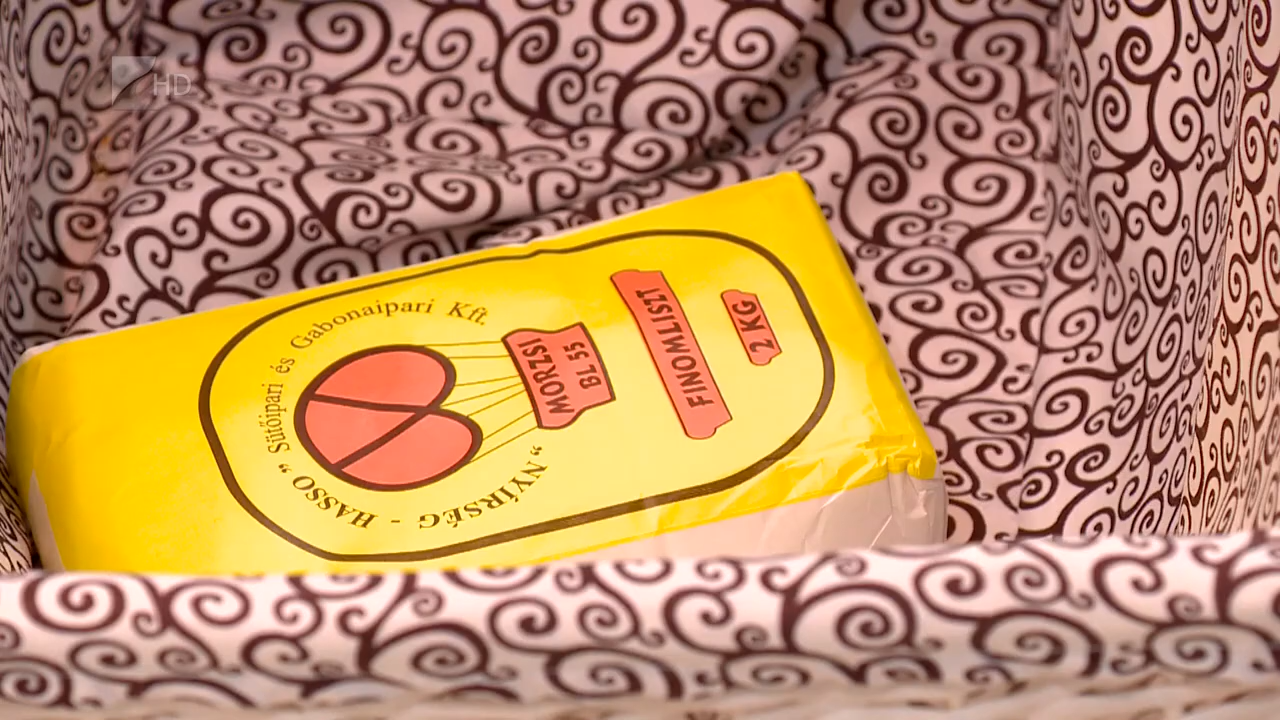 HD
„NYÍRSÉG - HASSO” Sütőipari és Gabonaipari Kft.
MORZSI
BL 55
FINOMLISZT
2 KG